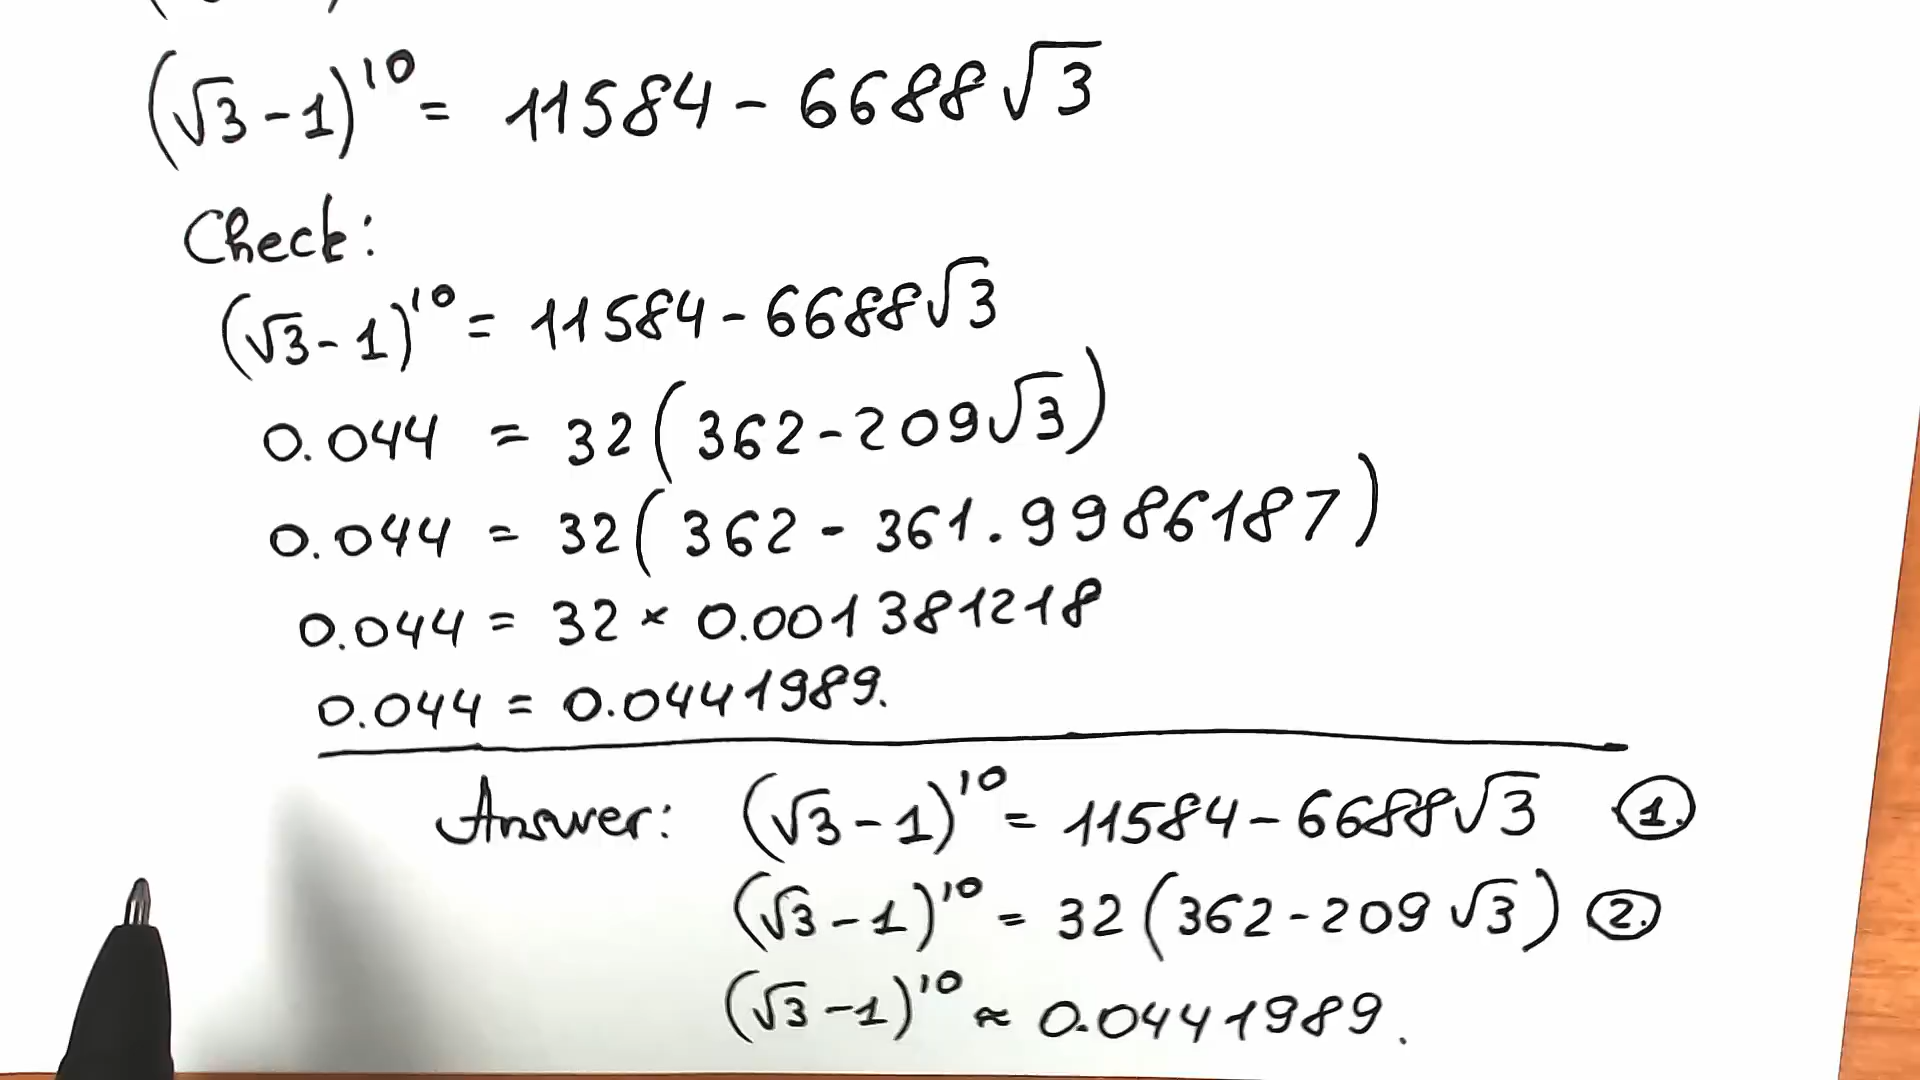 (√3-1)¹⁰ = 11584 - 6688√3
Check:
(√3-1)¹⁰ = 11584 - 6688√3
0.044 = 32(362-209√3)
0.044 = 32(362 - 361.9986187)
0.044 = 32 × 0.001381218
0.044 = 0.0441989.
Answer: (√3-1)¹⁰ = 11584 - 6688√3 1.
(√3-1)¹⁰ = 32(362-209√3) 2.
(√3-1)¹⁰ ≈ 0.0441989.